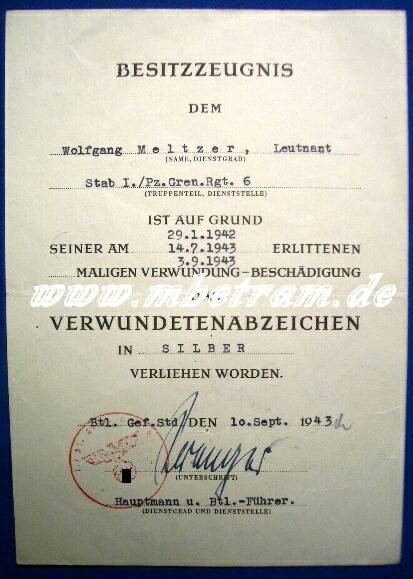 BESITZZEUGNIS
DEM
Wolfgang Meltzer, Leutnant
(NAME, DIENSTGRAD)
Stab I./Pz.Gren.Rgt. 6
(TRUPPENTEIL, DIENSTSTELLE)
IST AUF GRUND
29.1.1942
SEINER AM 14.7.1943 ERLITTENEN
3.9.1943
MALIGEN VERWUNDUNG-BESCHÄDIGUNG
www.mbetram.de
VERWUNDETENABZEICHEN
IN SILBER
VERLIEHEN WORDEN.
Btl. Gef.Std. DEN 10.Sept. 1943
(UNTERSCHRIFT)
Hauptmann u. Btl.-Führer.
(DIENSTGRAD UND DIENSTSTELLE)